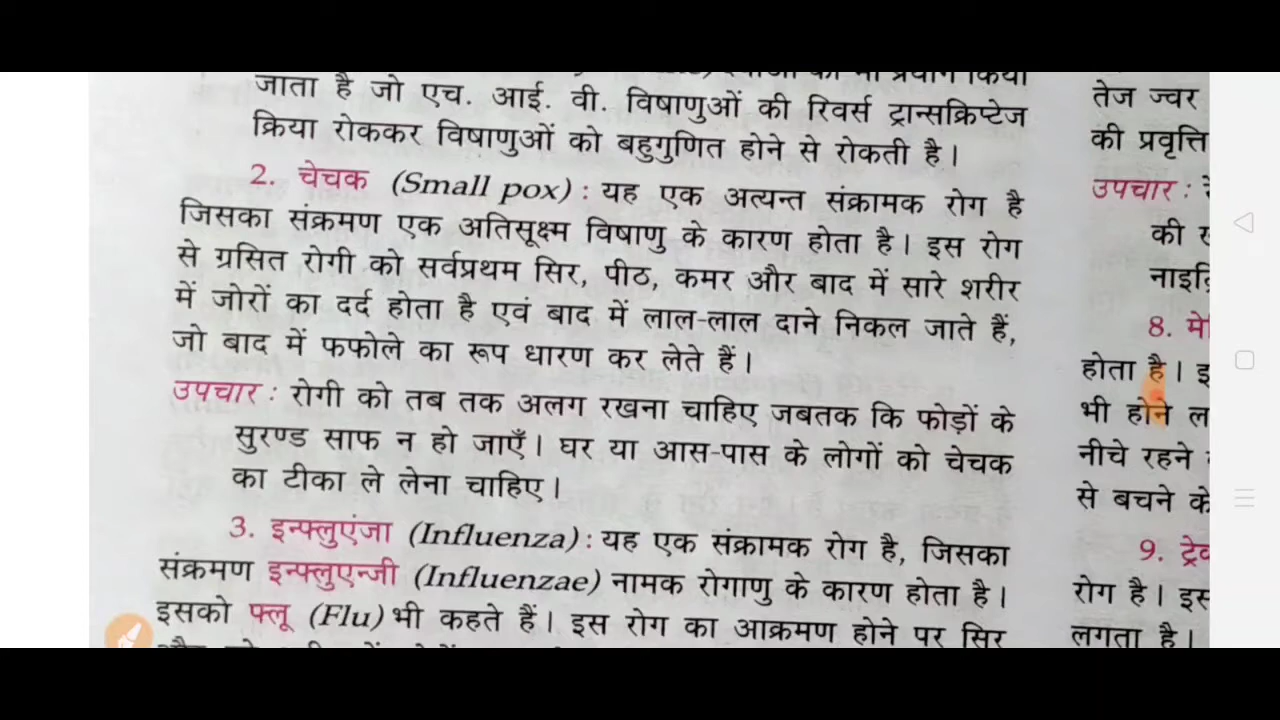 जाता है जो एच. आई. वी. विषाणुओं की रिवर्स ट्रान्सक्रिप्टेज
क्रिया रोककर विषाणुओं को बहुगुणित होने से रोकती है।
2. चेचक (Small pox) : यह एक अत्यन्त संक्रामक रोग है
जिसका संक्रमण एक अतिसूक्ष्म विषाणु के कारण होता है। इस रोग
से ग्रसित रोगी को सर्वप्रथम सिर, पीठ, कमर और बाद में सारे शरीर
में जोरों का दर्द होता है एवं बाद में लाल-लाल दाने निकल जाते हैं,
जो बाद में फफोले का रूप धारण कर लेते हैं।
उपचार : रोगी को तब तक अलग रखना चाहिए जबतक कि फोड़ों के
सुरण्ड साफ न हो जाएँ। घर या आस-पास के लोगों को चेचक
का टीका ले लेना चाहिए।
3. इन्फ्लुएंजा (Influenza) : यह एक संक्रामक रोग है, जिसका
संक्रमण इन्फ्लुएन्जी (Influenzae) नामक रोगाणु के कारण होता है।
इसको फ्लू (Flu) भी कहते हैं। इस रोग का आक्रमण होने पर सिर
तेज ज्वर
की प्रवृत्ति
उपचार :
की
8.
होता है।
भी होने
नीचे रहने
से बचने के
9.
रोग है। इस
लगता है।